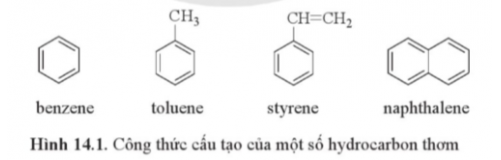 CH₃
CH=CH₂
benzene
toluene
styrene
naphthalene
Hình 14.1. Công thức cấu tạo của một số hydrocarbon thơm